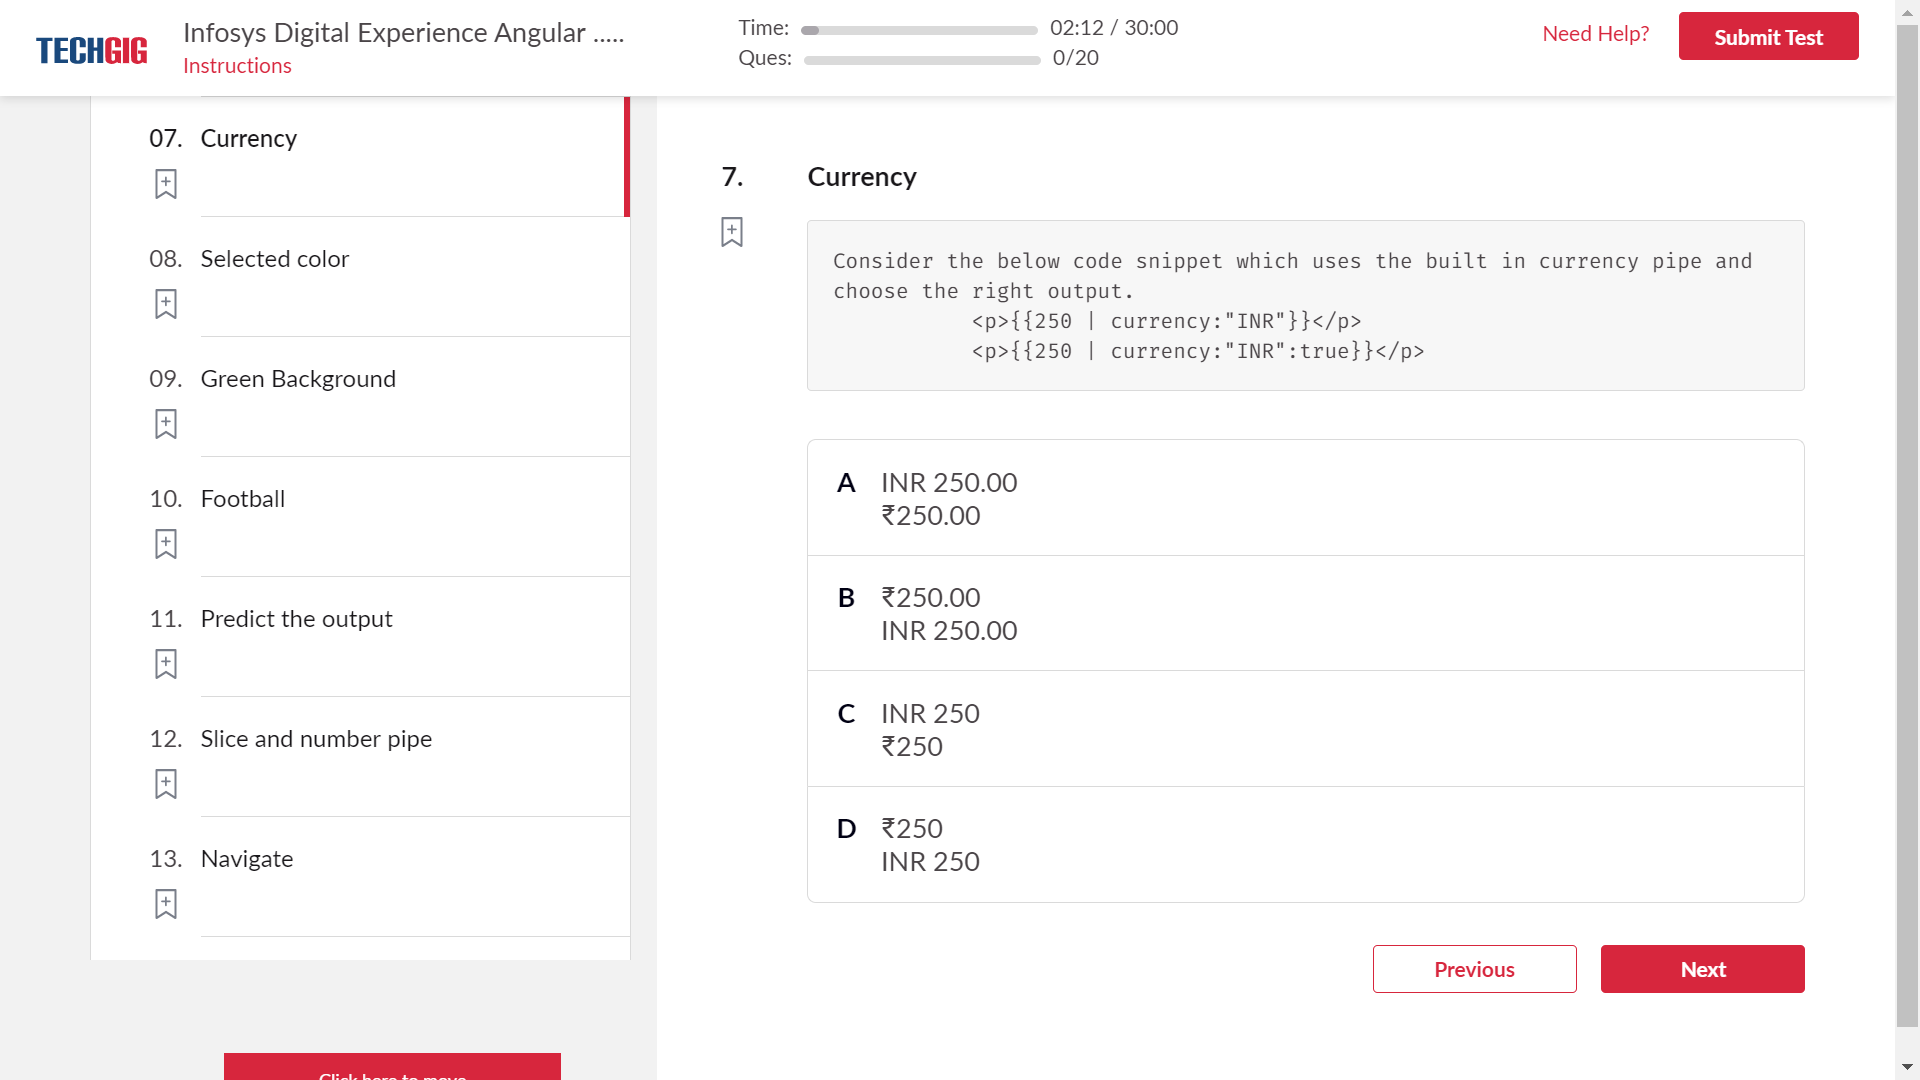 TECHGIG
Infosys Digital Experience Angular .....
Instructions
Time: 02:12 / 30:00
Ques: 0/20
Need Help?
Submit Test
07. Currency
08. Selected color
09. Green Background
10. Football
11. Predict the output
12. Slice and number pipe
13. Navigate
Click here to move
7. Currency
Consider the below code snippet which uses the built in currency pipe and
choose the right output.
<p>{{250 | currency:"INR"}}</p>
<p>{{250 | currency:"INR":true}}</p>
A INR 250.00
₹250.00
B ₹250.00
INR 250.00
C INR 250
₹250
D ₹250
INR 250
Previous
Next